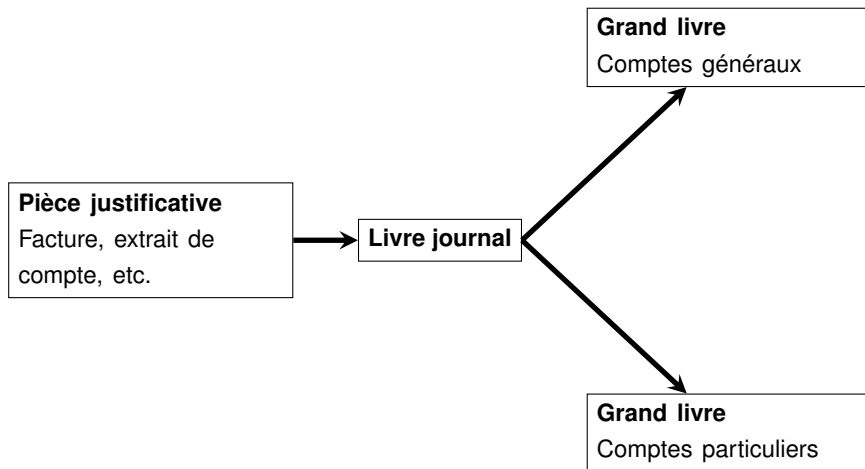 Grand livre
Comptes généraux
Pièce justificative
Facture, extrait de
compte, etc.
Livre journal
Grand livre
Comptes particuliers